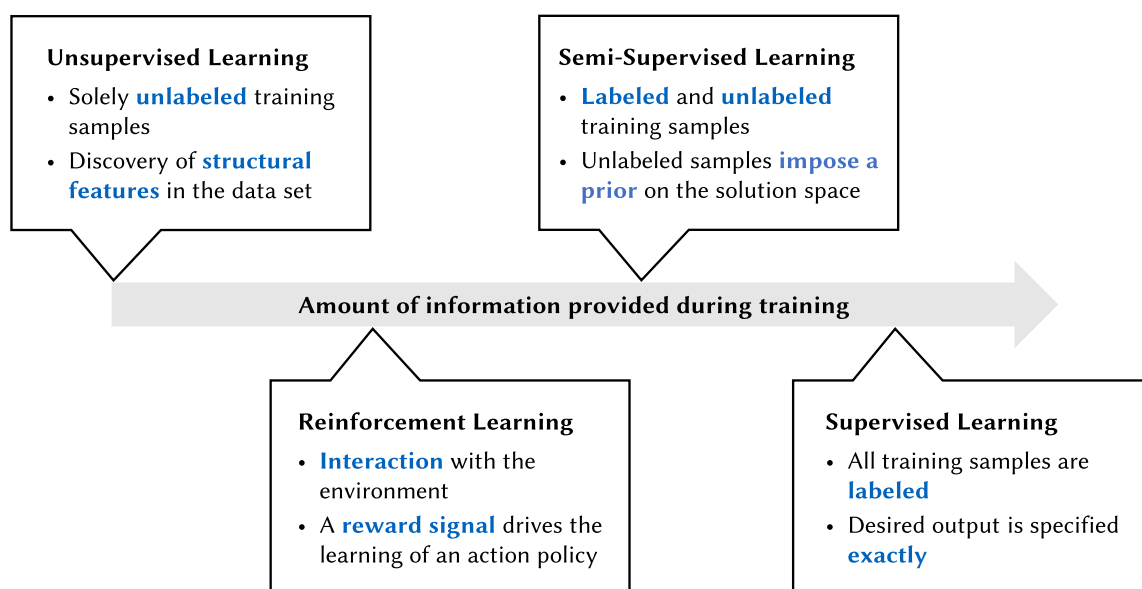 Unsupervised Learning
• Solely unlabeled training
samples
• Discovery of structural
features in the data set
Semi-Supervised Learning
• Labeled and unlabeled
training samples
• Unlabeled samples impose a
prior on the solution space
Amount of information provided during training
Reinforcement Learning
• Interaction with the
environment
• A reward signal drives the
learning of an action policy
Supervised Learning
• All training samples are
labeled
• Desired output is specified
exactly